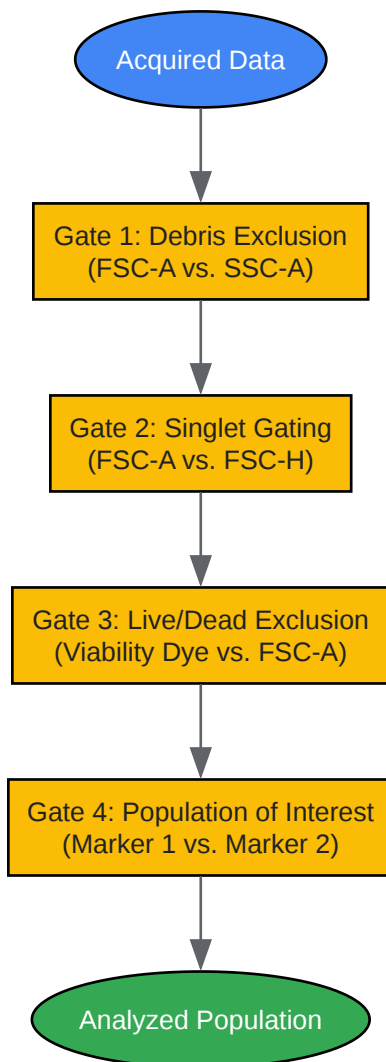 Acquired Data
Gate 1: Debris Exclusion
(FSC-A vs. SSC-A)
Gate 2: Singlet Gating
(FSC-A vs. FSC-H)
Gate 3: Live/Dead Exclusion
(Viability Dye vs. FSC-A)
Gate 4: Population of Interest
(Marker 1 vs. Marker 2)
Analyzed Population